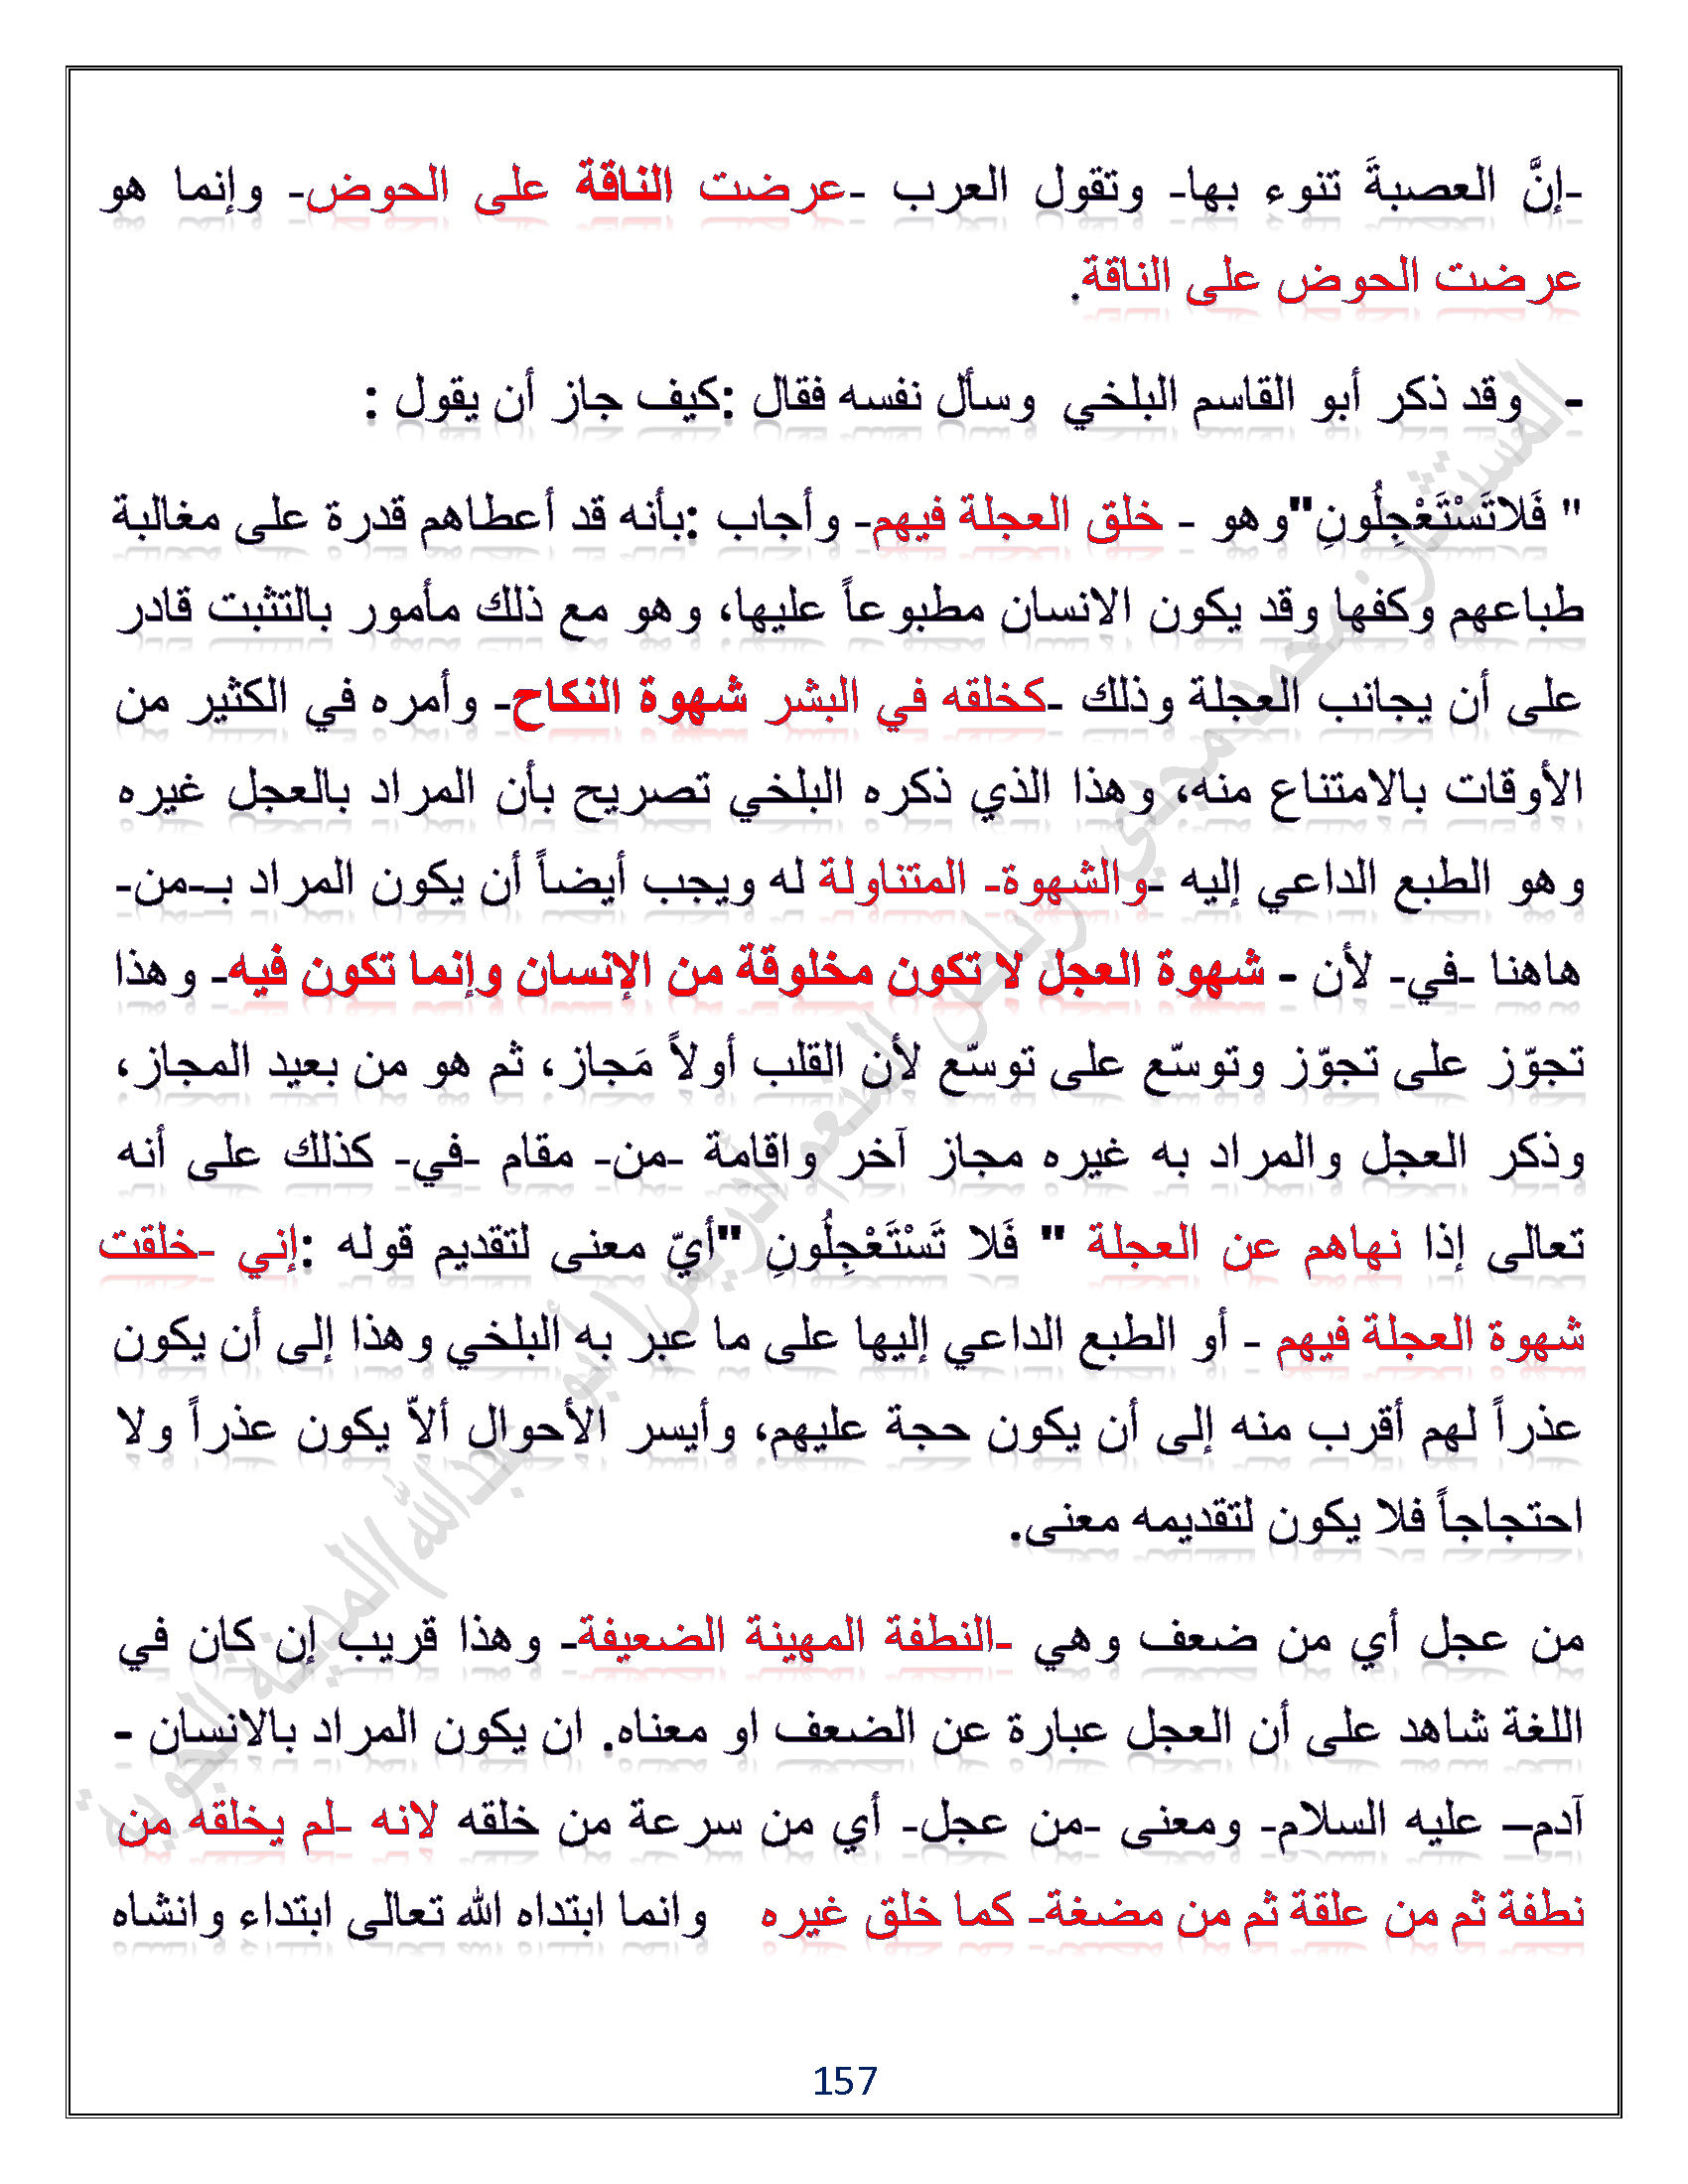 -إنَّ العصبةَ تنوء بها- وتقول العرب -عرضت الناقة على الحوض- وإنما هو
عرضت الحوض على الناقة.
- وقد ذكر أبو القاسم البلخي وسأل نفسه فقال :كيف جاز أن يقول :
" فَلاتَسْتَعْجِلُونِ"وهو - خلق العجلة فيهم- وأجاب :بأنه قد أعطاهم قدرة على مغالبة
طباعهم وكفها وقد يكون الانسان مطبوعاً عليها، وهو مع ذلك مأمور بالتثبت قادر
على أن يجانب العجلة وذلك -كخلقه في البشر شهوة النكاح- وأمره في الكثير من
الأوقات بالامتناع منه، وهذا الذي ذكره البلخي تصريح بأن المراد بالعجل غيره
وهو الطبع الداعي إليه -والشهوة- المتناولة له ويجب أيضاً أن يكون المراد بـ-من-
هاهنا -في- لأن - شهوة العجل لا تكون مخلوقة من الإنسان وإنما تكون فيه- وهذا
تجوّز على تجوّز وتوسّع على توسّع لأن القلب أولاً مَجاز، ثم هو من بعيد المجاز،
وذكر العجل والمراد به غيره مجاز آخر واقامة -من- مقام -في- كذلك على أنه
تعالى إذا نهاهم عن العجلة " فَلا تَسْتَعْجِلُونِ "أيّ معنى لتقديم قوله :إني -خلقت
شهوة العجلة فيهم - أو الطبع الداعي إليها على ما عبر به البلخي وهذا إلى أن يكون
عذراً لهم أقرب منه إلى أن يكون حجة عليهم، وأيسر الأحوال ألاّ يكون عذراً ولا
احتجاجاً فلا يكون لتقديمه معنى.
من عجل أي من ضعف وهي -النطفة المهينة الضعيفة- وهذا قريب إن كان في
اللغة شاهد على أن العجل عبارة عن الضعف او معناه. ان يكون المراد بالانسان -
آدم– عليه السلام- ومعنى -من عجل- أي من سرعة من خلقه لانه -لم يخلقه من
نطفة ثم من علقة ثم من مضغة- كما خلق غيره وانما ابتداه الله تعالى ابتداء وانشاه
157